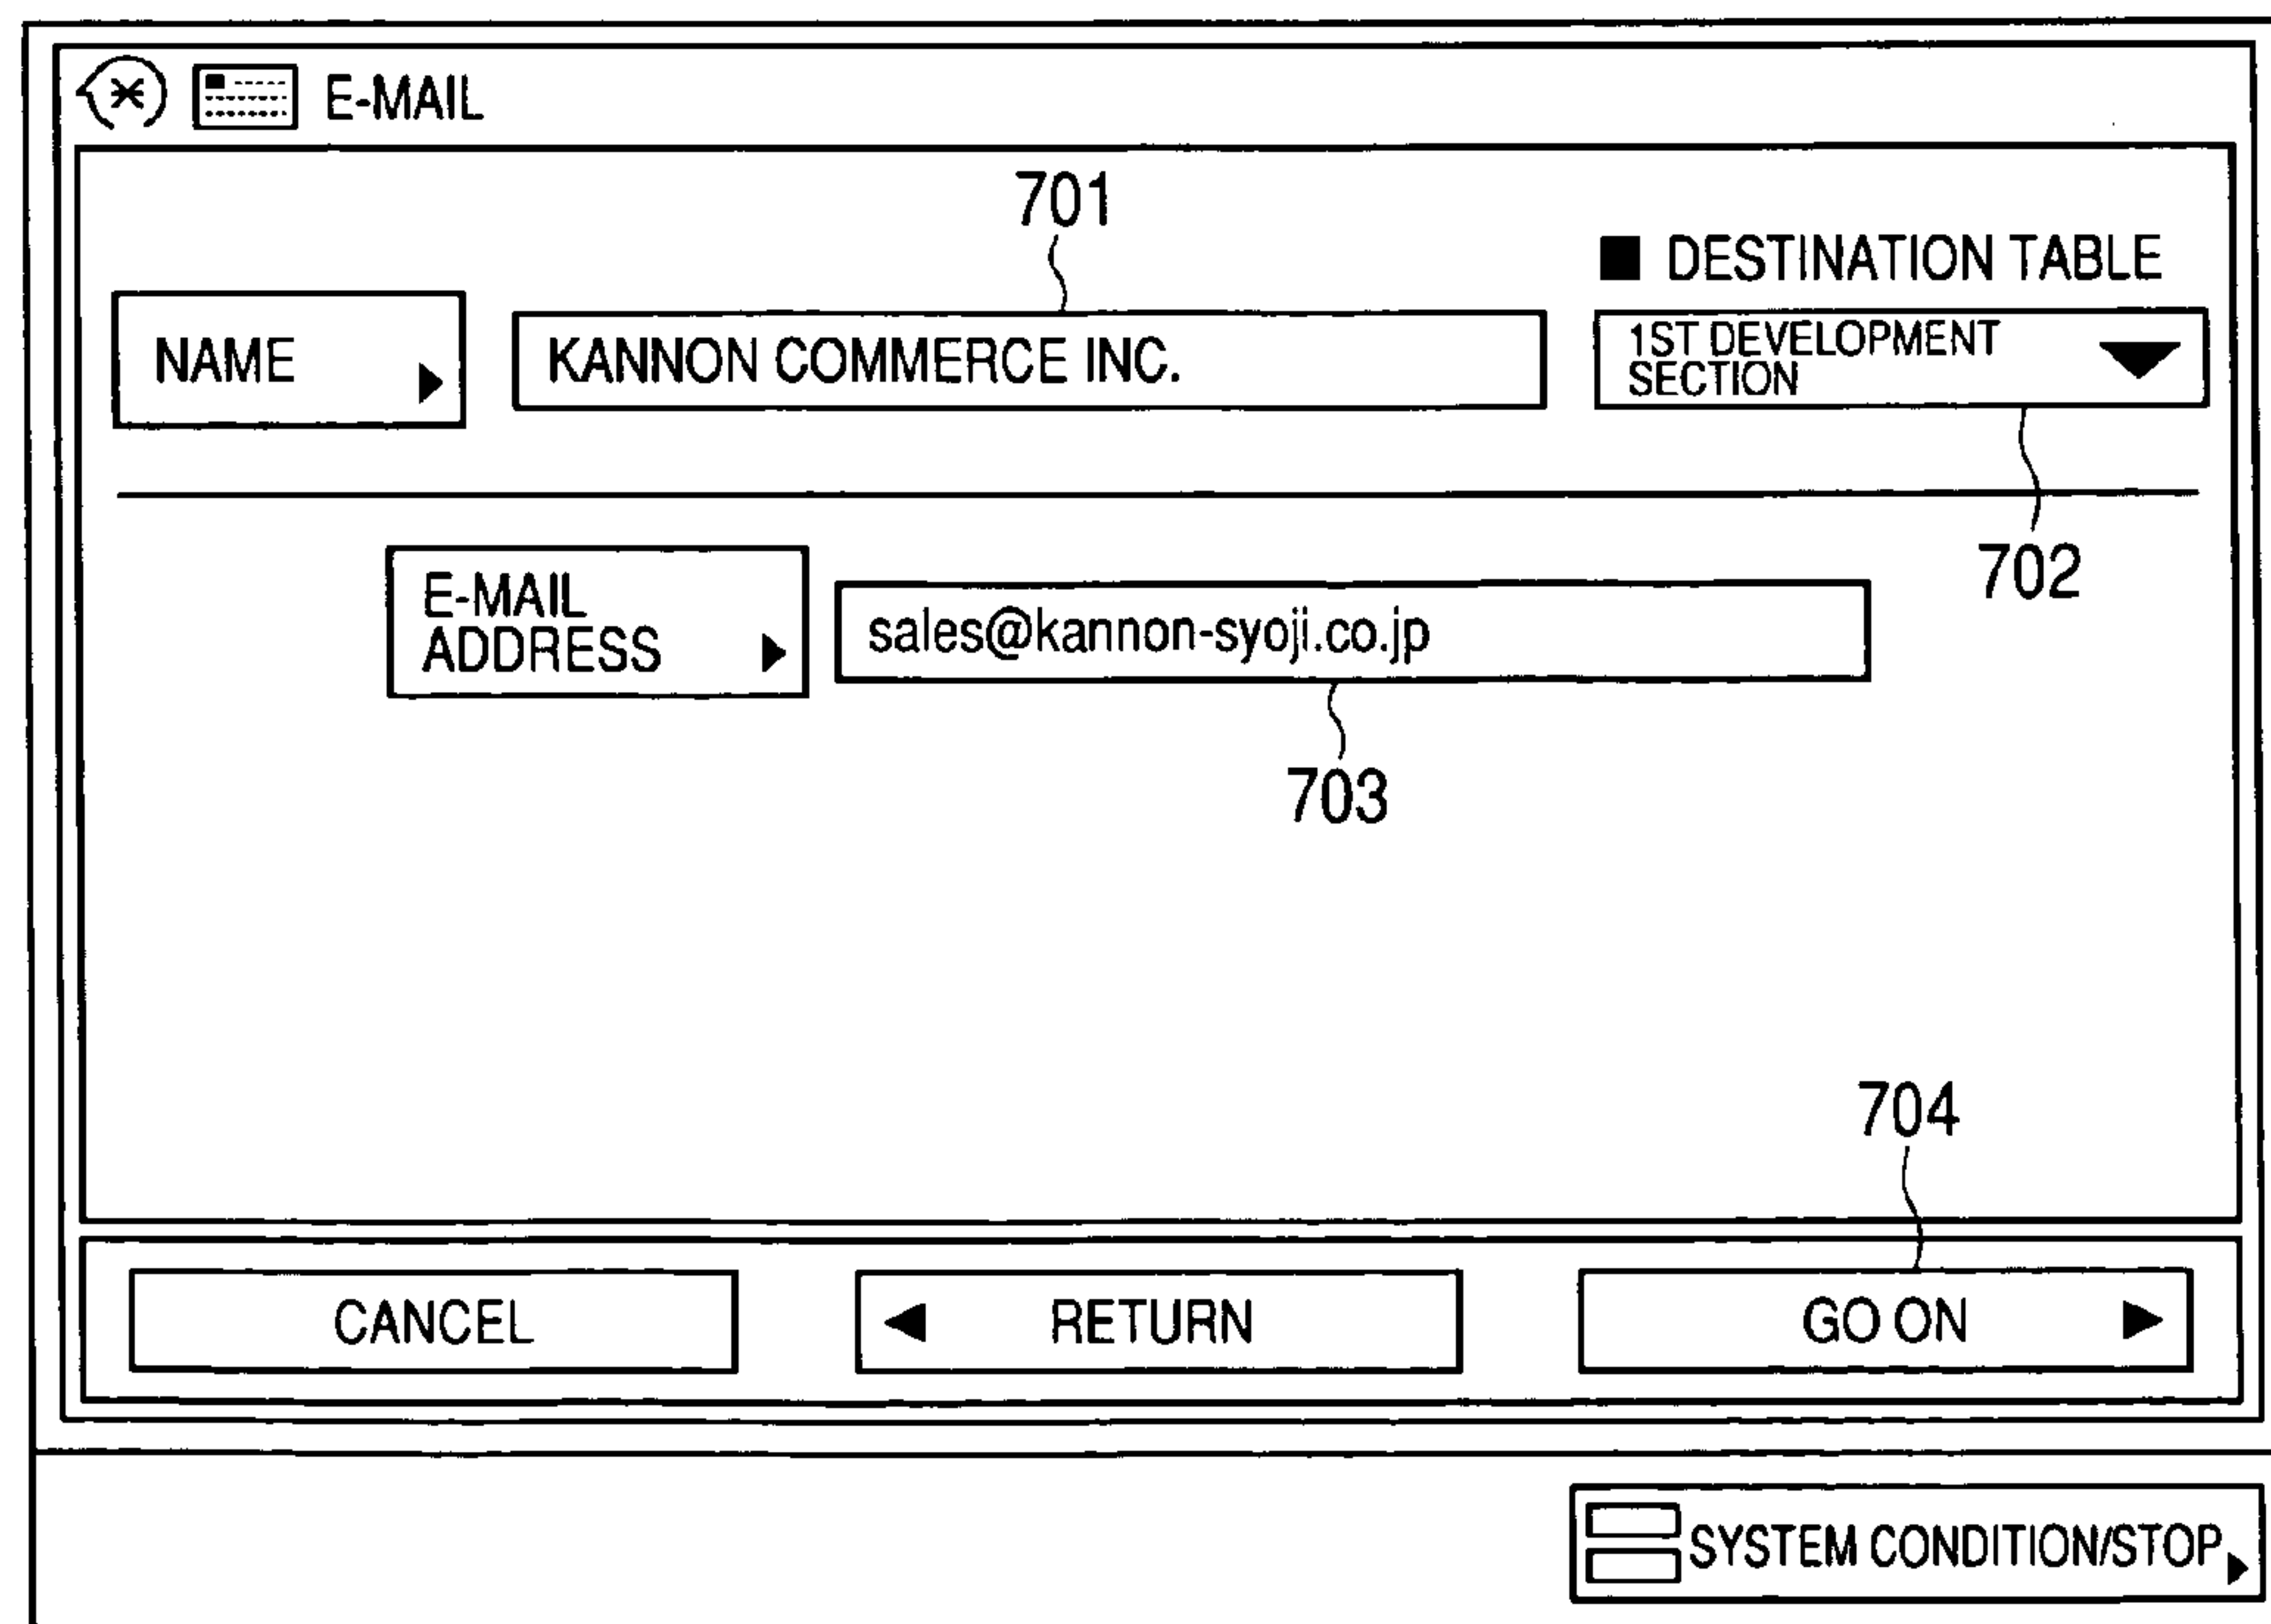 E-MAIL
701
■ DESTINATION TABLE
NAME
KANNON COMMERCE INC.
1ST DEVELOPMENT
SECTION
702
E-MAIL
ADDRESS
sales@kannon-syoji.co.jp
703
704
CANCEL
RETURN
GO ON
SYSTEM CONDITION/STOP